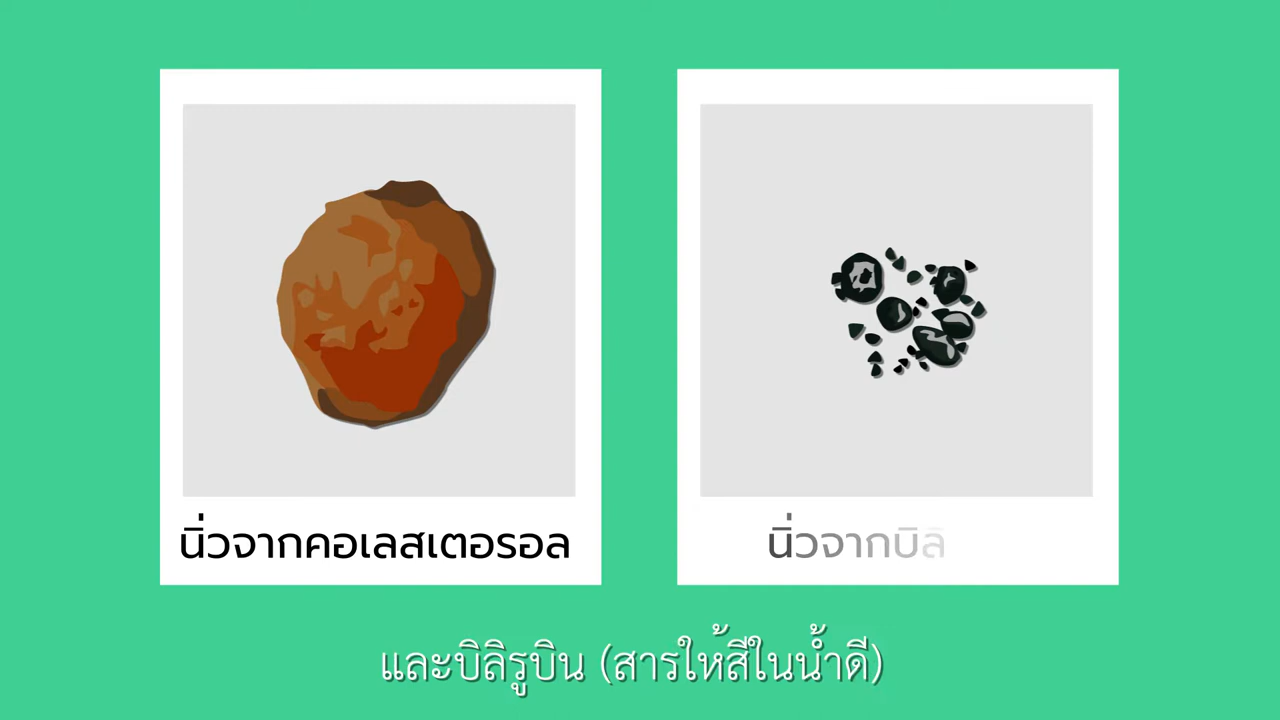 นิ่วจากคอเลสเตอรอล
นิ่วจากบิลิ
และบิลิรูบิน (สารให้สีในน้ำดี)